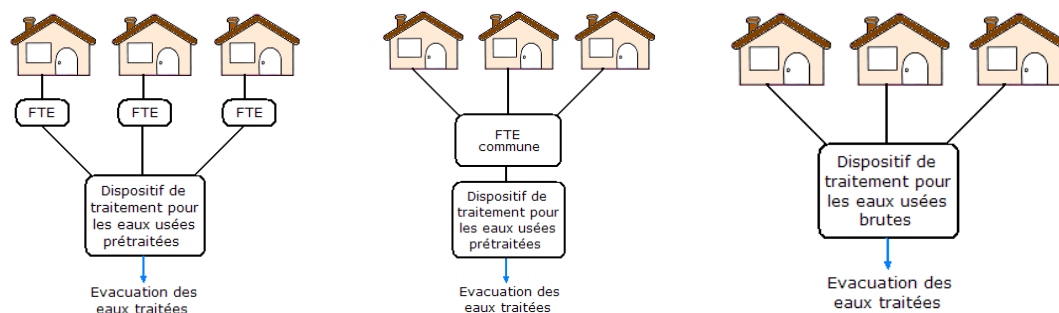 FTE
FTE
FTE
Dispositif de
traitement pour
les eaux usées
prétraitées
Evacuation des
eaux traitées
FTE
commune
Dispositif de
traitement pour
les eaux usées
prétraitées
Evacuation des
eaux traitées
Dispositif de
traitement pour
les eaux usées
brutes
Evacuation des
eaux traitées